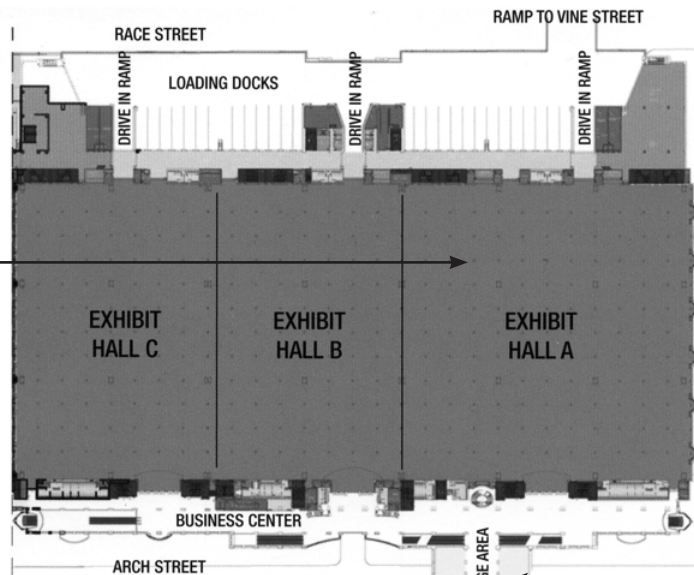 RAMP TO VINE STREET
RACE STREET
LOADING DOCKS
DRIVE IN RAMP
DRIVE IN RAMP
DRIVE IN RAMP
EXHIBIT
HALL C
EXHIBIT
HALL B
EXHIBIT
HALL A
BUSINESS CENTER
ARCH STREET
AREA